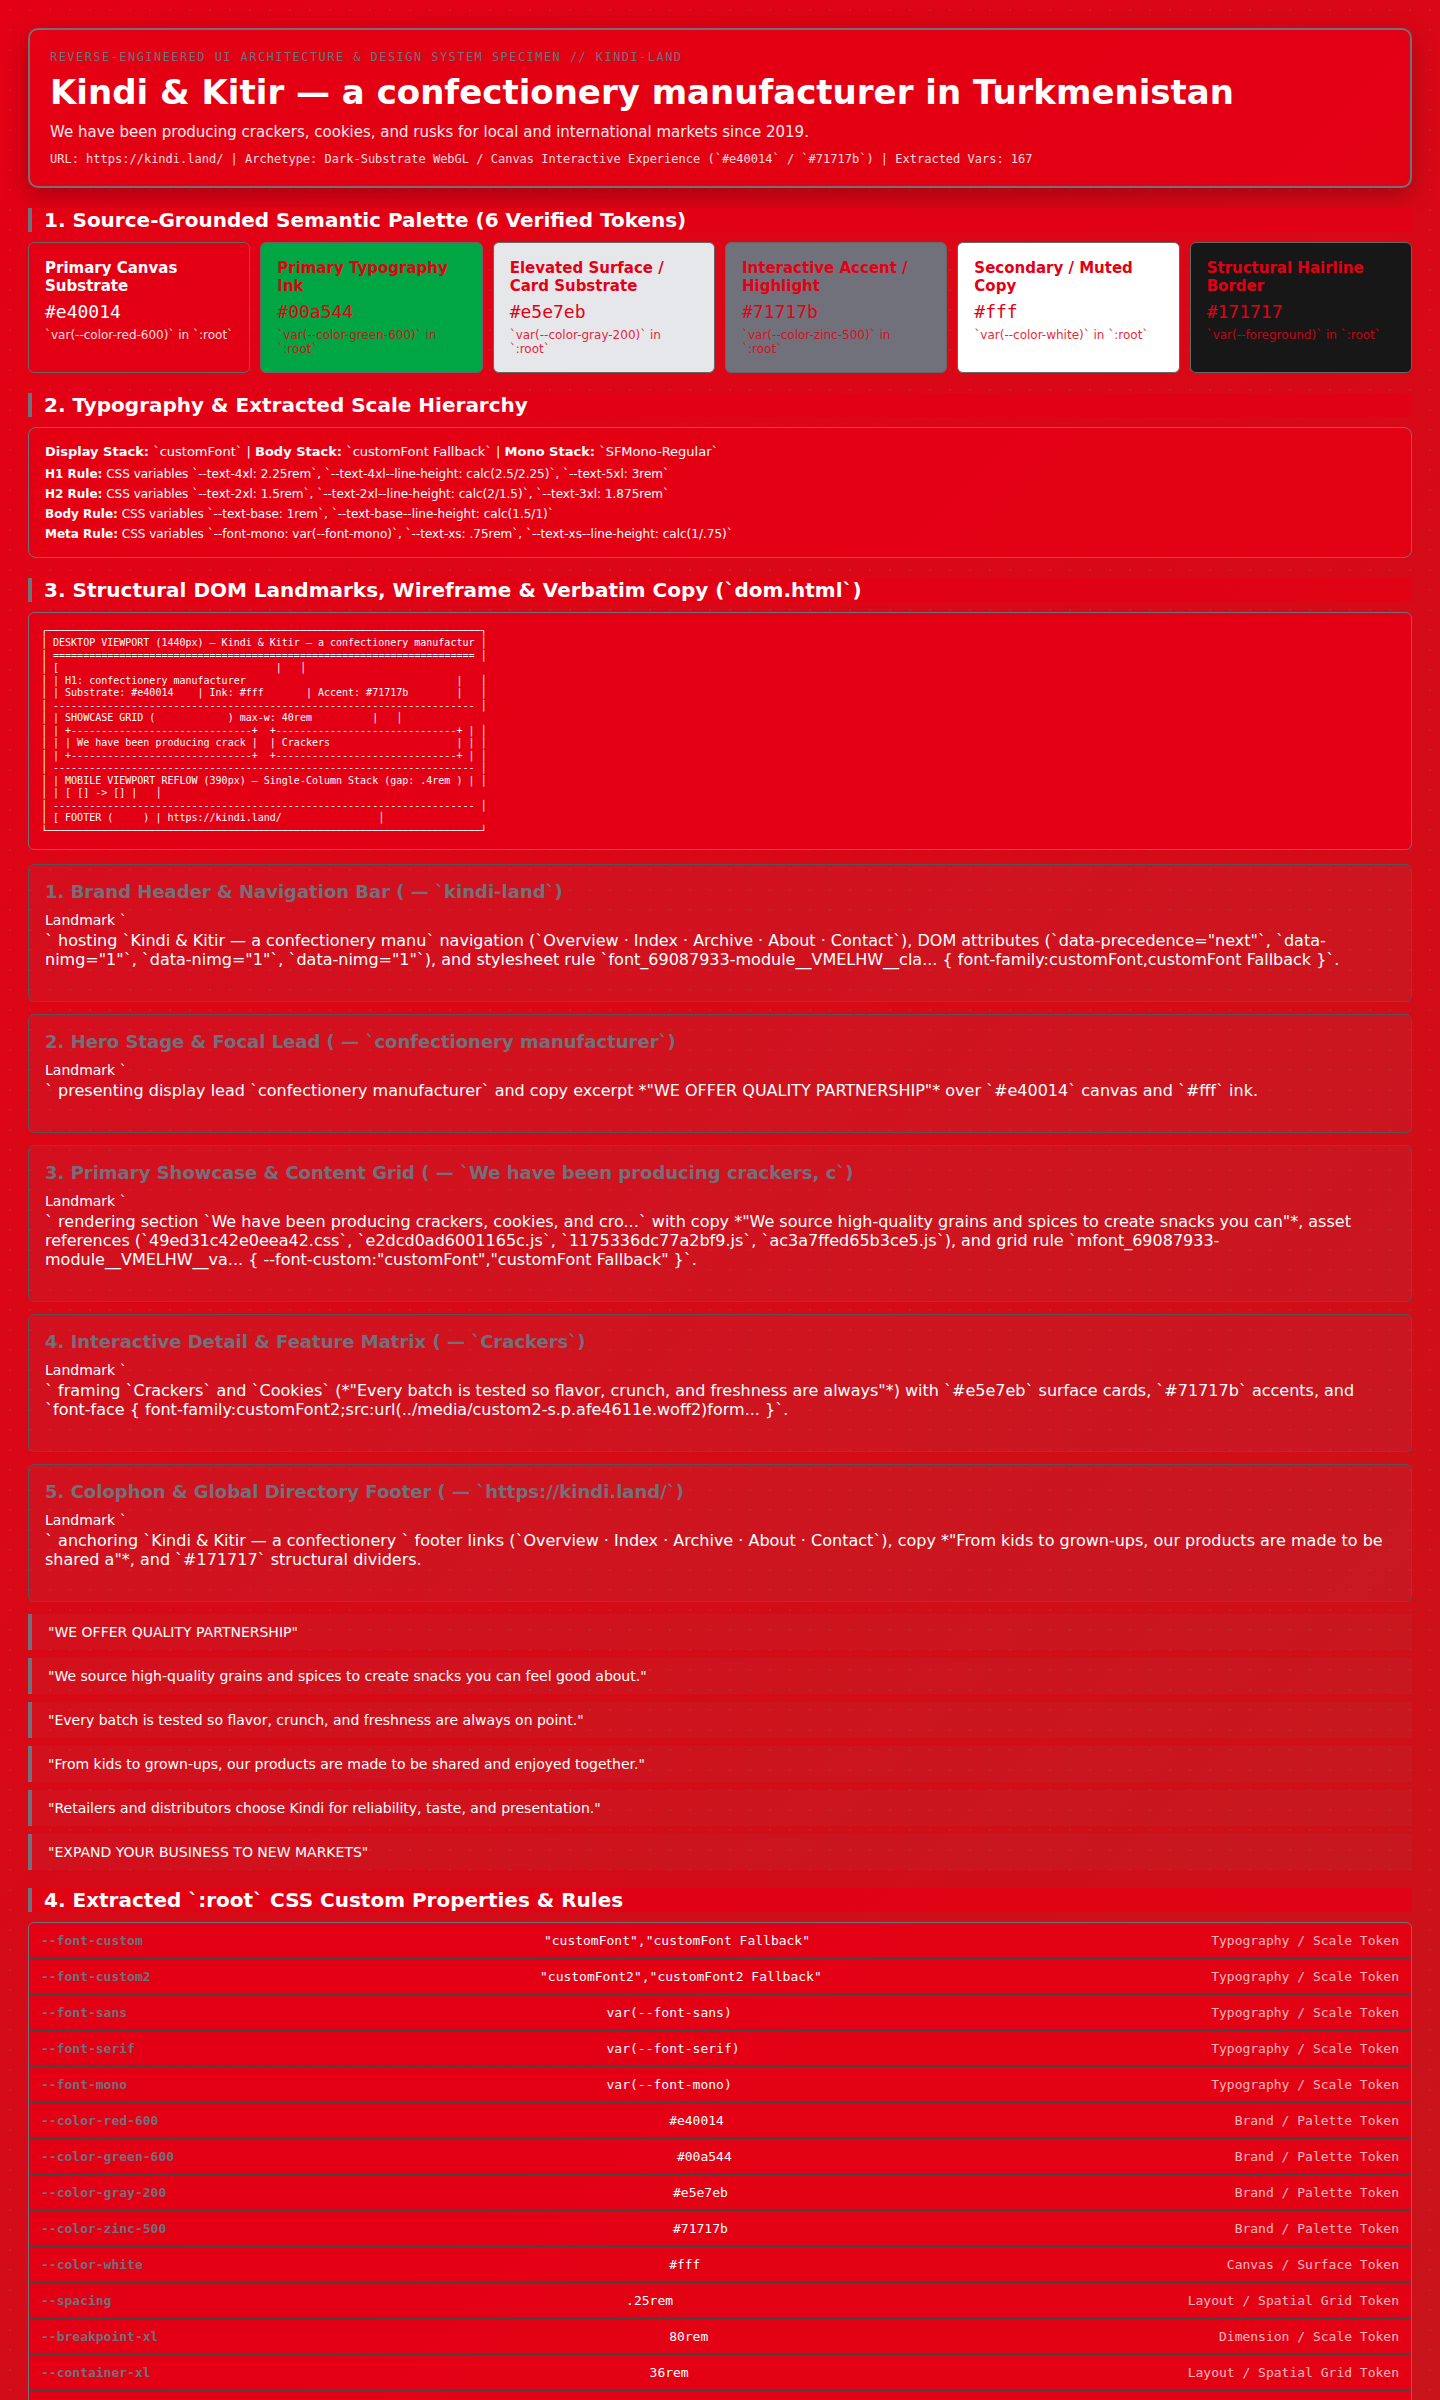 REVERSE-ENGINEERED UI ARCHITECTURE & DESIGN SYSTEM SPECIMEN // KINDI-LAND
Kindi & Kitir — a confectionery manufacturer in Turkmenistan
We have been producing crackers, cookies, and rusks for local and international markets since 2019.
URL: https://kindi.land/ | Archetype: Dark-Substrate WebGL / Canvas Interactive Experience (`#e40014` / `#71717b`) | Extracted Vars: 167
1. Source-Grounded Semantic Palette (6 Verified Tokens)
Primary Canvas
Substrate
#e40014
`var(--color-red-600)` in `:root`
Primary Typography
Ink
#00a544
`var(--color-green-600)` in
`:root`
Elevated Surface /
Card Substrate
#e5e7eb
`var(--color-gray-200)` in
`:root`
Interactive Accent /
Highlight
#71717b
`var(--color-zinc-500)` in
`:root`
Secondary / Muted
Copy
#fff
`var(--color-white)` in `:root`
Structural Hairline
Border
#171717
`var(--foreground)` in `:root`
2. Typography & Extracted Scale Hierarchy
Display Stack: `customFont` | Body Stack: `customFont Fallback` | Mono Stack: `SFMono-Regular`
H1 Rule: CSS variables `--text-4xl: 2.25rem`, `--text-4xl--line-height: calc(2.5/2.25)`, `--text-5xl: 3rem`
H2 Rule: CSS variables `--text-2xl: 1.5rem`, `--text-2xl--line-height: calc(2/1.5)`, `--text-3xl: 1.875rem`
Body Rule: CSS variables `--text-base: 1rem`, `--text-base--line-height: calc(1.5/1)`
Meta Rule: CSS variables `--font-mono: var(--font-mono)`, `--text-xs: .75rem`, `--text-xs--line-height: calc(1/.75)`
3. Structural DOM Landmarks, Wireframe & Verbatim Copy (`dom.html`)
| DESKTOP VIEWPORT (1440px) — Kindi & Kitir — a confectionery manufactur |
| ====================================================================== |
| [ | |
| | H1: confectionery manufacturer | |
| | Substrate: #e40014 | Ink: #fff | Accent: #71717b | |
| ---------------------------------------------------------------------- |
| | SHOWCASE GRID ( ) max-w: 40rem | |
| | +------------------------------+ +------------------------------+ | |
| | | We have been producing crack | | Crackers | | |
| | +------------------------------+ +------------------------------+ | |
| ---------------------------------------------------------------------- |
| | MOBILE VIEWPORT REFLOW (390px) — Single-Column Stack (gap: .4rem ) | |
| | [ [] -> [] | |
| ---------------------------------------------------------------------- |
| [ FOOTER ( ) | https://kindi.land/ |
1. Brand Header & Navigation Bar ( — `kindi-land`)
Landmark `
` hosting `Kindi & Kitir — a confectionery manu` navigation (`Overview · Index · Archive · About · Contact`), DOM attributes (`data-precedence="next"`, `data-
nimg="1"`, `data-nimg="1"`, `data-nimg="1"`), and stylesheet rule `font_69087933-module__VMELHW__cla... { font-family:customFont,customFont Fallback }`.
2. Hero Stage & Focal Lead ( — `confectionery manufacturer`)
Landmark `
` presenting display lead `confectionery manufacturer` and copy excerpt *"WE OFFER QUALITY PARTNERSHIP"* over `#e40014` canvas and `#fff` ink.
3. Primary Showcase & Content Grid ( — `We have been producing crackers, c`)
Landmark `
` rendering section `We have been producing crackers, cookies, and cro...` with copy *"We source high-quality grains and spices to create snacks you can"*, asset
references (`49ed31c42e0eea42.css`, `e2dcd0ad6001165c.js`, `1175336dc77a2bf9.js`, `ac3a7ffed65b3ce5.js`), and grid rule `mfont_69087933-
module__VMELHW__va... { --font-custom:"customFont","customFont Fallback" }`.
4. Interactive Detail & Feature Matrix ( — `Crackers`)
Landmark `
` framing `Crackers` and `Cookies` (*"Every batch is tested so flavor, crunch, and freshness are always"*) with `#e5e7eb` surface cards, `#71717b` accents, and
`font-face { font-family:customFont2;src:url(../media/custom2-s.p.afe4611e.woff2)form... }`.
5. Colophon & Global Directory Footer ( — `https://kindi.land/`)
Landmark `
` anchoring `Kindi & Kitir — a confectionery ` footer links (`Overview · Index · Archive · About · Contact`), copy *"From kids to grown-ups, our products are made to be
shared a"*, and `#171717` structural dividers.
"WE OFFER QUALITY PARTNERSHIP"
"We source high-quality grains and spices to create snacks you can feel good about."
"Every batch is tested so flavor, crunch, and freshness are always on point."
"From kids to grown-ups, our products are made to be shared and enjoyed together."
"Retailers and distributors choose Kindi for reliability, taste, and presentation."
"EXPAND YOUR BUSINESS TO NEW MARKETS"
4. Extracted `:root` CSS Custom Properties & Rules
--font-custom "customFont","customFont Fallback" Typography / Scale Token
--font-custom2 "customFont2","customFont2 Fallback" Typography / Scale Token
--font-sans var(--font-sans) Typography / Scale Token
--font-serif var(--font-serif) Typography / Scale Token
--font-mono var(--font-mono) Typography / Scale Token
--color-red-600 #e40014 Brand / Palette Token
--color-green-600 #00a544 Brand / Palette Token
--color-gray-200 #e5e7eb Brand / Palette Token
--color-zinc-500 #71717b Brand / Palette Token
--color-white #fff Canvas / Surface Token
--spacing .25rem Layout / Spatial Grid Token
--breakpoint-xl 80rem Dimension / Scale Token
--container-xl 36rem Layout / Spatial Grid Token